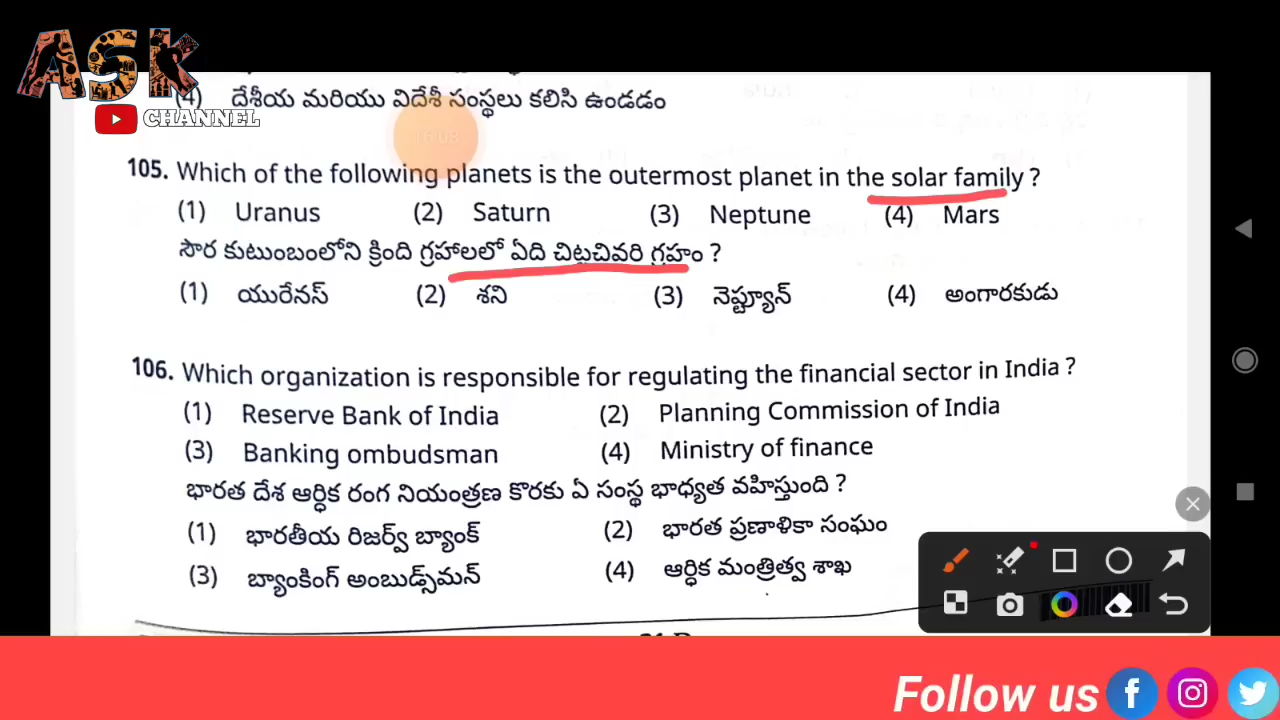 ASK
CHANNEL
(4) దేశీయ మరియు విదేశీ సంస్థలు కలిసి ఉండడం
16:08
105. Which of the following planets is the outermost planet in the solar family ?
(1) Uranus (2) Saturn (3) Neptune (4) Mars
సౌర కుటుంబంలోని క్రింది గ్రహాలలో ఏది చిట్టచివరి గ్రహం ?
(1) యురేనస్ (2) శని (3) నెప్ట్యూన్ (4) అంగారకుడు
106. Which organization is responsible for regulating the financial sector in India ?
(1) Reserve Bank of India (2) Planning Commission of India
(3) Banking ombudsman (4) Ministry of finance
భారత దేశ ఆర్ధిక రంగ నియంత్రణ కొరకు ఏ సంస్థ భాధ్యత వహిస్తుంది ?
(1) భారతీయ రిజర్వ్ బ్యాంక్ (2) భారత ప్రణాళికా సంఘం
(3) బ్యాంకింగ్ అంబుడ్స్‌మన్ (4) ఆర్ధిక మంత్రిత్వ శాఖ
Follow us